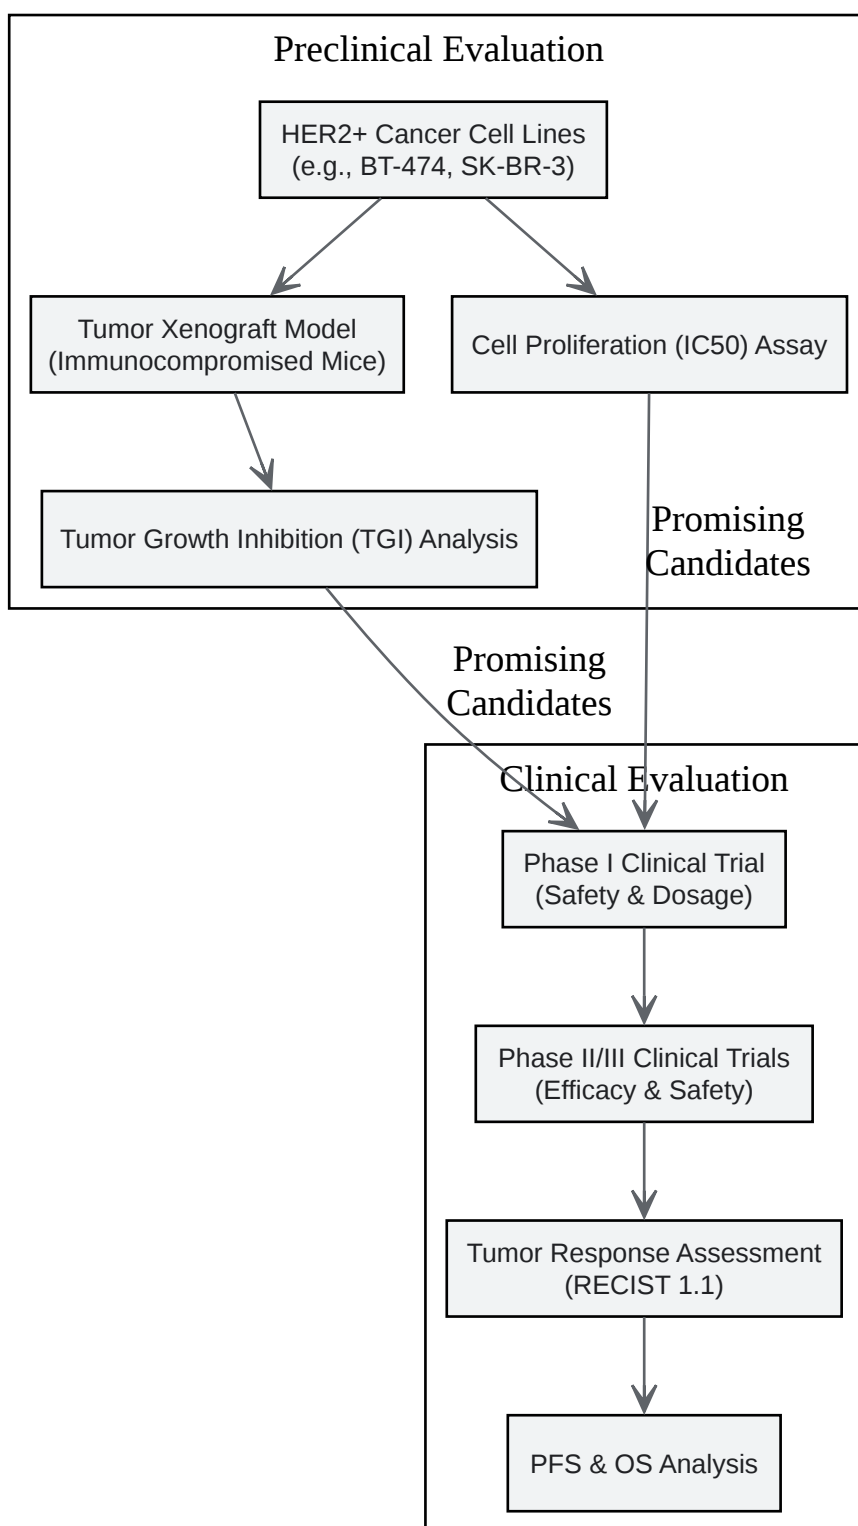 Preclinical Evaluation
HER2+ Cancer Cell Lines
(e.g., BT-474, SK-BR-3)
Tumor Xenograft Model
(Immunocompromised Mice)
Cell Proliferation (IC50) Assay
Tumor Growth Inhibition (TGI) Analysis
Promising
Candidates
Promising
Candidates
Clinical Evaluation
Phase I Clinical Trial
(Safety & Dosage)
Phase II/III Clinical Trials
(Efficacy & Safety)
Tumor Response Assessment
(RECIST 1.1)
PFS & OS Analysis